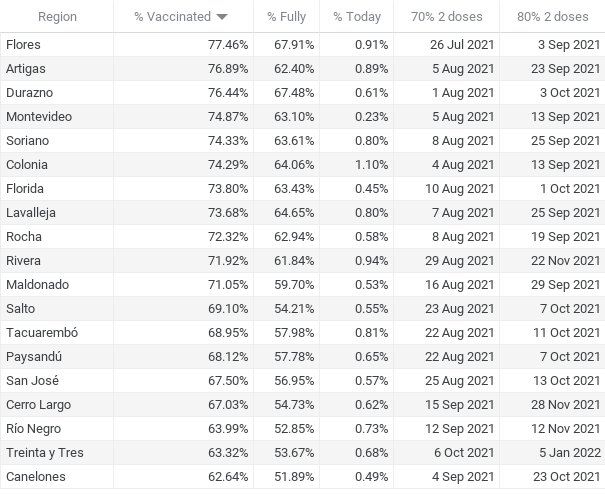 Region % Vaccinated % Fully % Today 70% 2 doses 80% 2 doses
Flores 77.46% 67.91% 0.91% 26 Jul 2021 3 Sep 2021
Artigas 76.89% 62.40% 0.89% 5 Aug 2021 23 Sep 2021
Durazno 76.44% 67.48% 0.61% 1 Aug 2021 3 Oct 2021
Montevideo 74.87% 63.10% 0.23% 5 Aug 2021 13 Sep 2021
Soriano 74.33% 63.61% 0.80% 8 Aug 2021 25 Sep 2021
Colonia 74.29% 64.06% 1.10% 4 Aug 2021 13 Sep 2021
Florida 73.80% 63.43% 0.45% 10 Aug 2021 1 Oct 2021
Lavalleja 73.68% 64.65% 0.80% 7 Aug 2021 25 Sep 2021
Rocha 72.32% 62.94% 0.58% 8 Aug 2021 19 Sep 2021
Rivera 71.92% 61.84% 0.94% 29 Aug 2021 22 Nov 2021
Maldonado 71.05% 59.70% 0.53% 16 Aug 2021 29 Sep 2021
Salto 69.10% 54.21% 0.55% 23 Aug 2021 7 Oct 2021
Tacuarembó 68.95% 57.98% 0.81% 22 Aug 2021 11 Oct 2021
Paysandú 68.12% 57.78% 0.65% 22 Aug 2021 7 Oct 2021
San José 67.50% 56.95% 0.57% 25 Aug 2021 13 Oct 2021
Cerro Largo 67.03% 54.73% 0.62% 15 Sep 2021 28 Nov 2021
Río Negro 63.99% 52.85% 0.73% 12 Sep 2021 12 Nov 2021
Treinta y Tres 63.32% 53.67% 0.68% 6 Oct 2021 5 Jan 2022
Canelones 62.64% 51.89% 0.49% 4 Sep 2021 23 Oct 2021